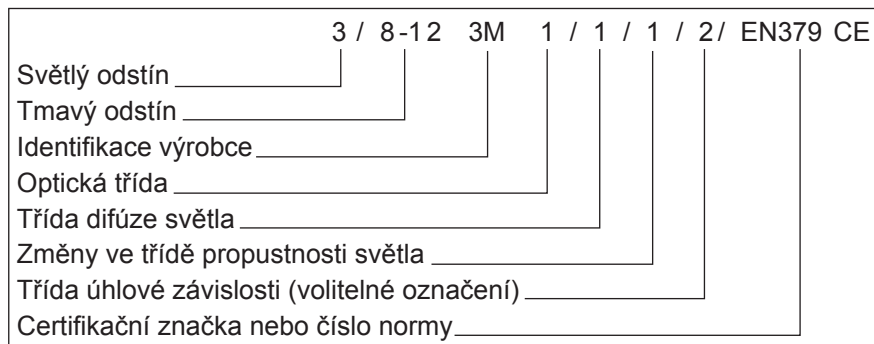 3 / 8-12 3M 1 / 1 / 1 / 2/ EN379 CE
Světlý odstín
Tmavý odstín
Identifikace výrobce
Optická třída
Třída difúze světla
Změny ve třídě propustnosti světla
Třída úhlové závislosti (volitelné označení)
Certifikační značka nebo číslo normy